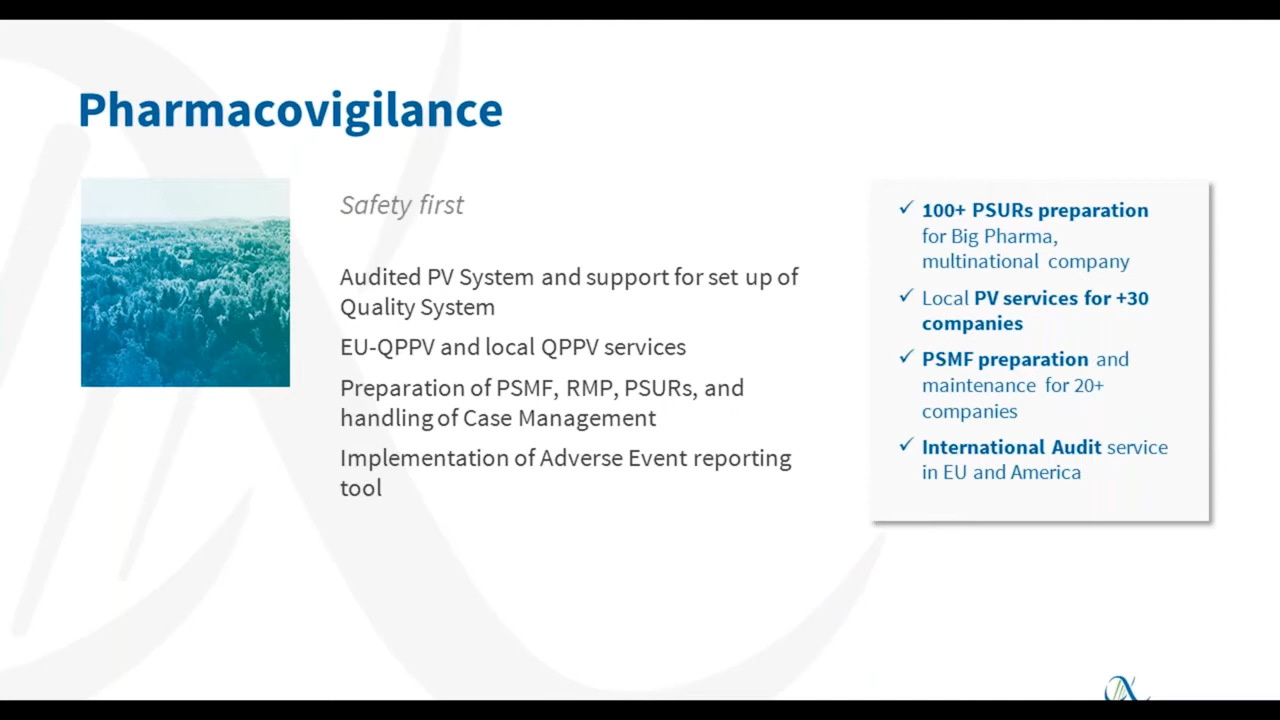 Pharmacovigilance
Safety first
Audited PV System and support for set up of
Quality System
EU-QPPV and local QPPV services
Preparation of PSMF, RMP, PSURs, and
handling of Case Management
Implementation of Adverse Event reporting
tool
100+ PSURs preparation
for Big Pharma,
multinational company
Local PV services for +30
companies
PSMF preparation and
maintenance for 20+
companies
International Audit service
in EU and America